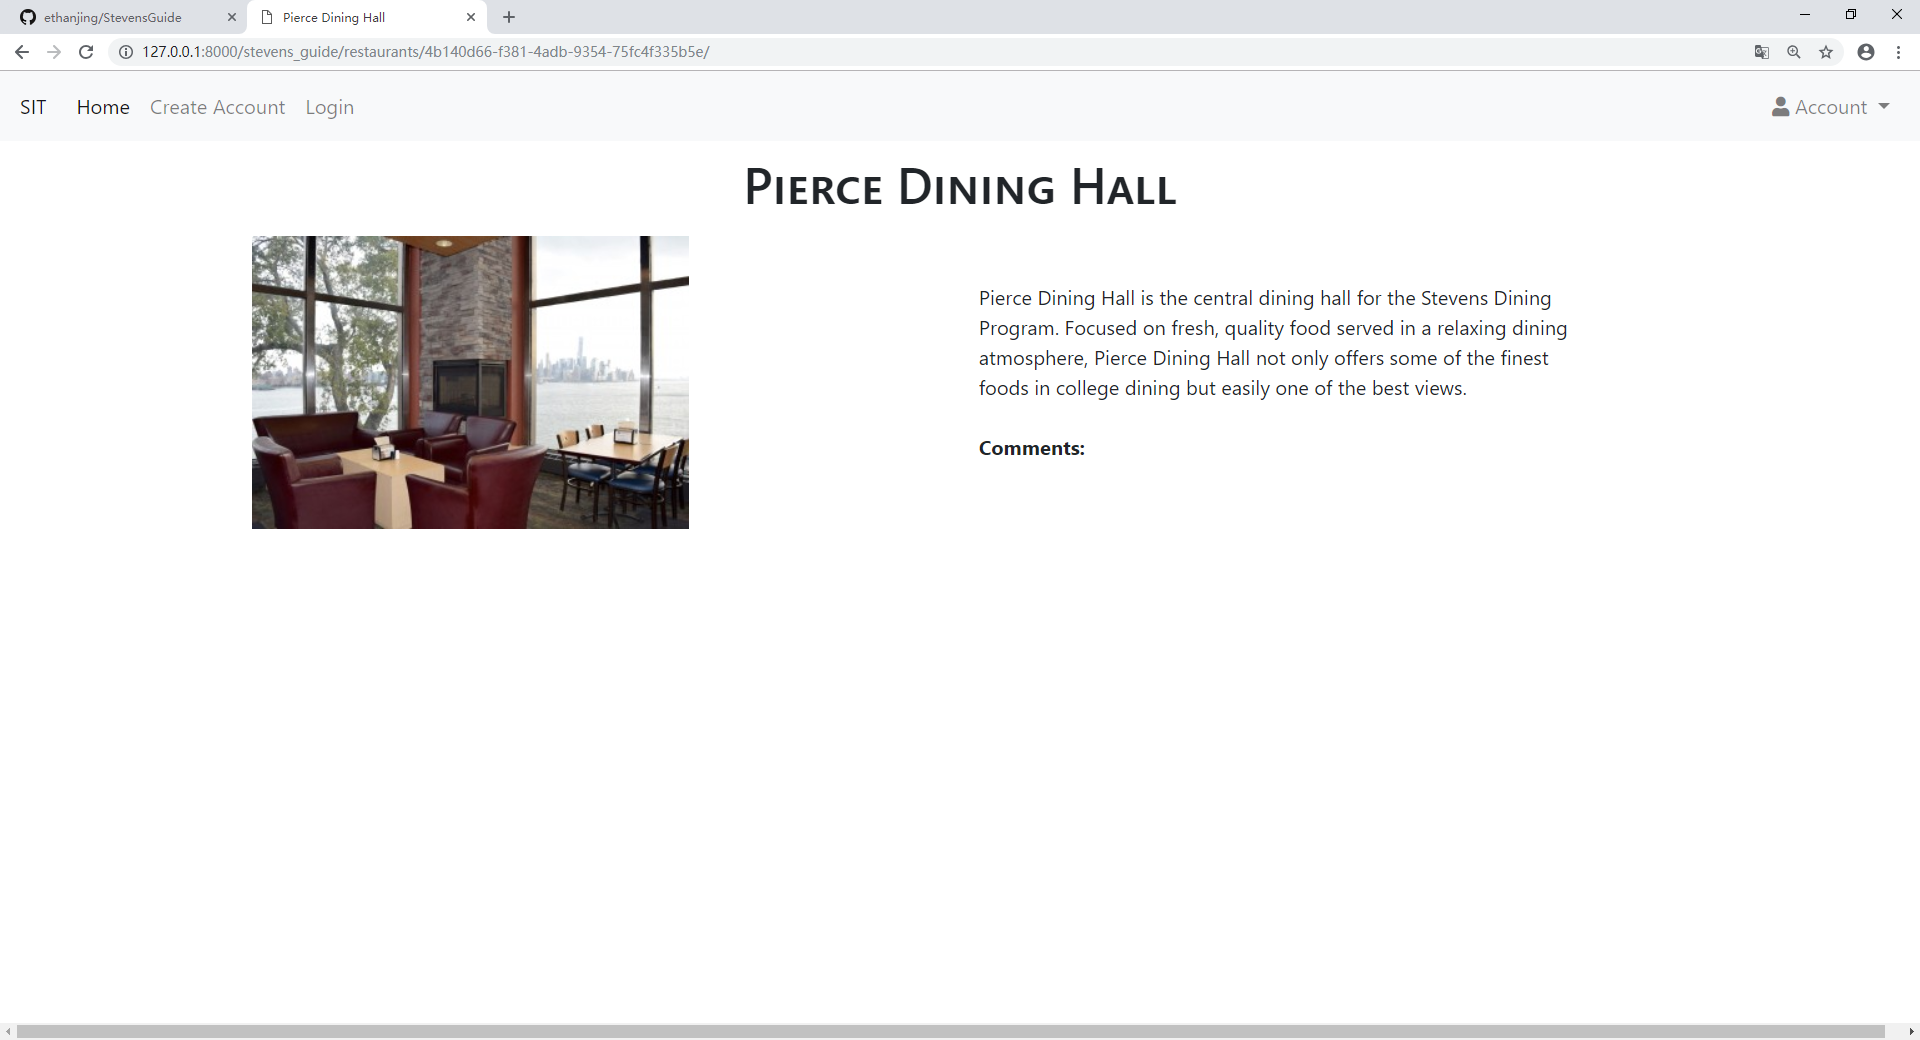 ethanjing/StevensGuide
Pierce Dining Hall
127.0.0.1:8000/stevens_guide/restaurants/4b140d66-f381-4adb-9354-75fc4f335b5e/
SIT Home Create Account Login Account
Pierce Dining Hall
Pierce Dining Hall is the central dining hall for the Stevens Dining
Program. Focused on fresh, quality food served in a relaxing dining
atmosphere, Pierce Dining Hall not only offers some of the finest
foods in college dining but easily one of the best views.
Comments: